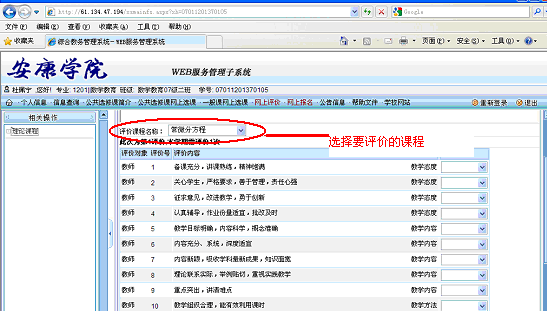 http://61.134.47.194/ssmainfo.aspx?xh=07011201370105
Google
文件(F) 编辑(E) 查看(V) 收藏夹(A) 工具(T) 帮助(H)
收藏夹 综合教务管理系统—WEB服务管理系统 页面(P) 安全(S) 工具(O)
安康学院 WEB服务管理子系统
您好! 专业: 1201|数学教育 班级: 数学教育07级二班 学号: 07011201370105
个人信息 信息查询 公共选修课简介 公共选修课网上选课 一般课网上选课 网上评价 网上报名 公告信息 帮助文件 学校网站 重新登录 退出
相关操作
理论课程
评价课程名称: 常微分方程
选择要评价的课程
评价对象 评价号 评价内容
教师 1 备课充分,讲课熟练,精神饱满 教学态度
教师 2 关心学生,严格要求,善于管理,责任心强 教学态度
教师 3 征求意见,改进教学,勇于创新 教学态度
教师 4 认真辅导,作业份量适宜,批改及时 教学态度
教师 5 教学目标明确,内容科学,概念准确 教学内容
教师 6 内容充分、系统,深度适宜 教学内容
教师 7 内容新颖,吸收学科最新成果,知识面宽 教学内容
教师 8 理论联系实际,举例贴切,重视实践教学 教学内容
教师 9 重点突出,讲清难点 教学内容
教师 10 教学组织合理,能有效利用课时 教学方法